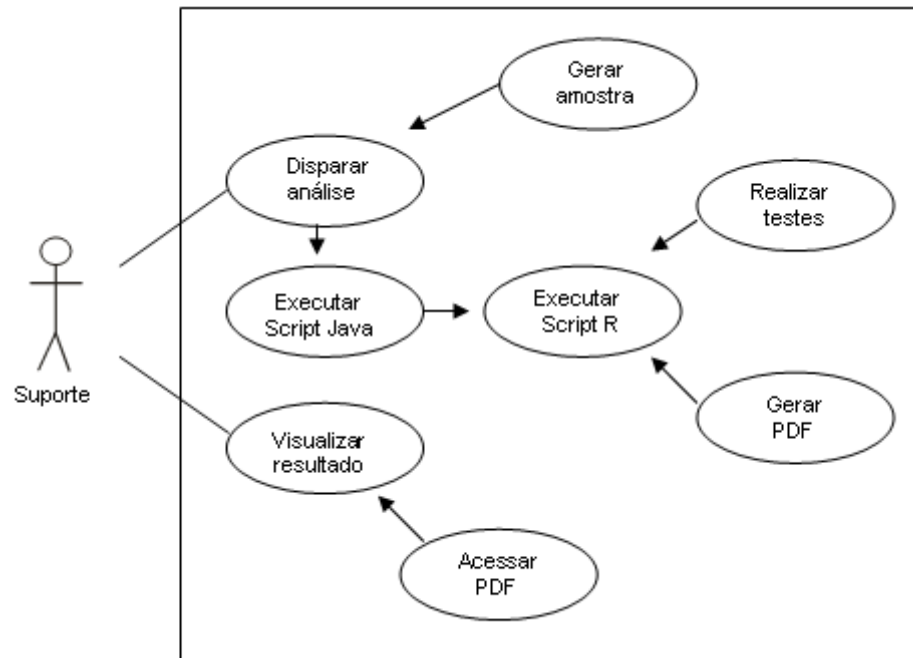 Gerar
amostra
Disparar
análise
Realizar
testes
Executar
Script Java
Executar
Script R
Suporte
Gerar
PDF
Visualizar
resultado
Acessar
PDF